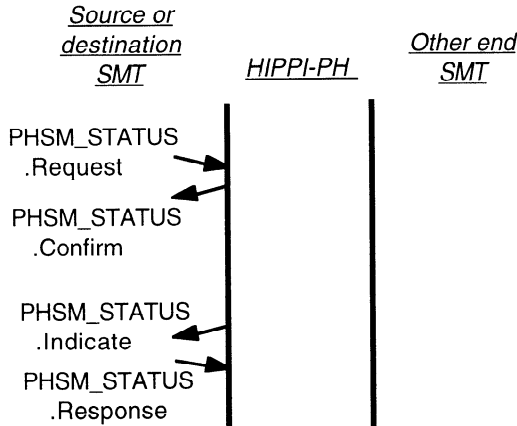 Source or
destination
SMT
HIPPI-PH
Other end
SMT
PHSM_STATUS
.Request
PHSM_STATUS
.Confirm
PHSM_STATUS
.Indicate
PHSM_STATUS
.Response